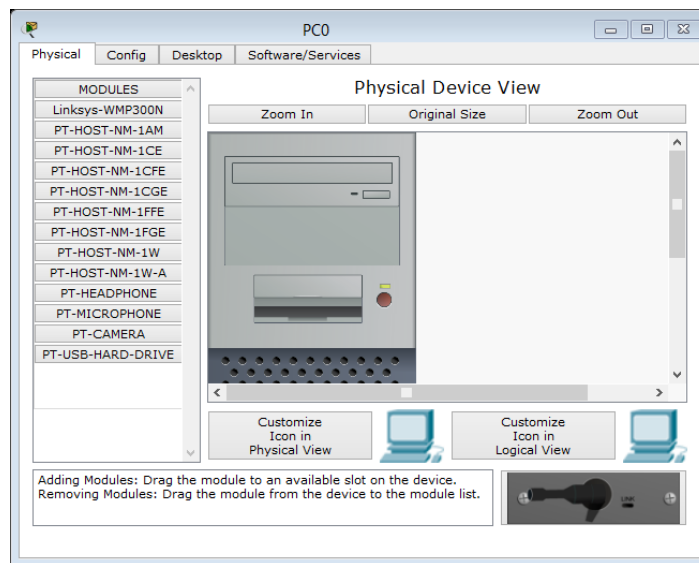 PC0
Physical
Config
Desktop
Software/Services
MODULES
Linksys-WMP300N
PT-HOST-NM-1AM
PT-HOST-NM-1CE
PT-HOST-NM-1CFE
PT-HOST-NM-1CGE
PT-HOST-NM-1FFE
PT-HOST-NM-1FGE
PT-HOST-NM-1W
PT-HOST-NM-1W-A
PT-HEADPHONE
PT-MICROPHONE
PT-CAMERA
PT-USB-HARD-DRIVE
Physical Device View
Zoom In
Original Size
Zoom Out
Customize
Icon in
Physical View
Customize
Icon in
Logical View
Adding Modules: Drag the module to an available slot on the device.
Removing Modules: Drag the module from the device to the module list.
LINK